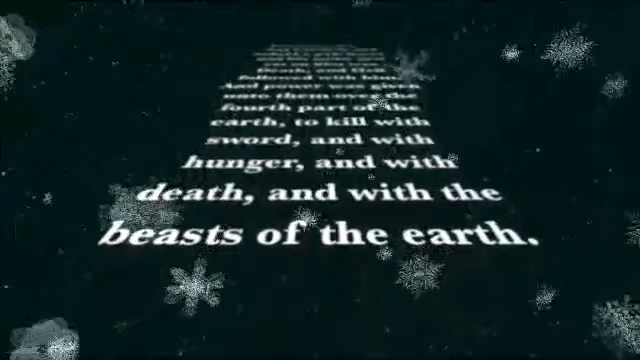 death, and Hell
followed with him.
And power was given
unto them over the
fourth part of the
earth, to kill with
sword, and with
hunger, and with
death, and with the
beasts of the earth.